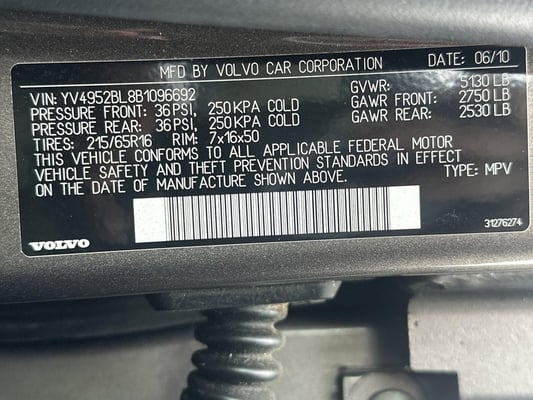 MFD BY VOLVO CAR CORPORATION DATE: 06/10
VIN: YV4952BL8B1096692 GVWR: 5130 LB
PRESSURE FRONT: 36 PSI, 250 KPA COLD GAWR FRONT: 2750 LB
PRESSURE REAR: 36 PSI, 250 KPA COLD GAWR REAR: 2530 LB
TIRES: 215/65R16 RIM: 7x16x50
THIS VEHICLE CONFORMS TO ALL APPLICABLE FEDERAL MOTOR
VEHICLE SAFETY AND THEFT PREVENTION STANDARDS IN EFFECT
ON THE DATE OF MANUFACTURE SHOWN ABOVE. TYPE: MPV
31276274
VOLVO